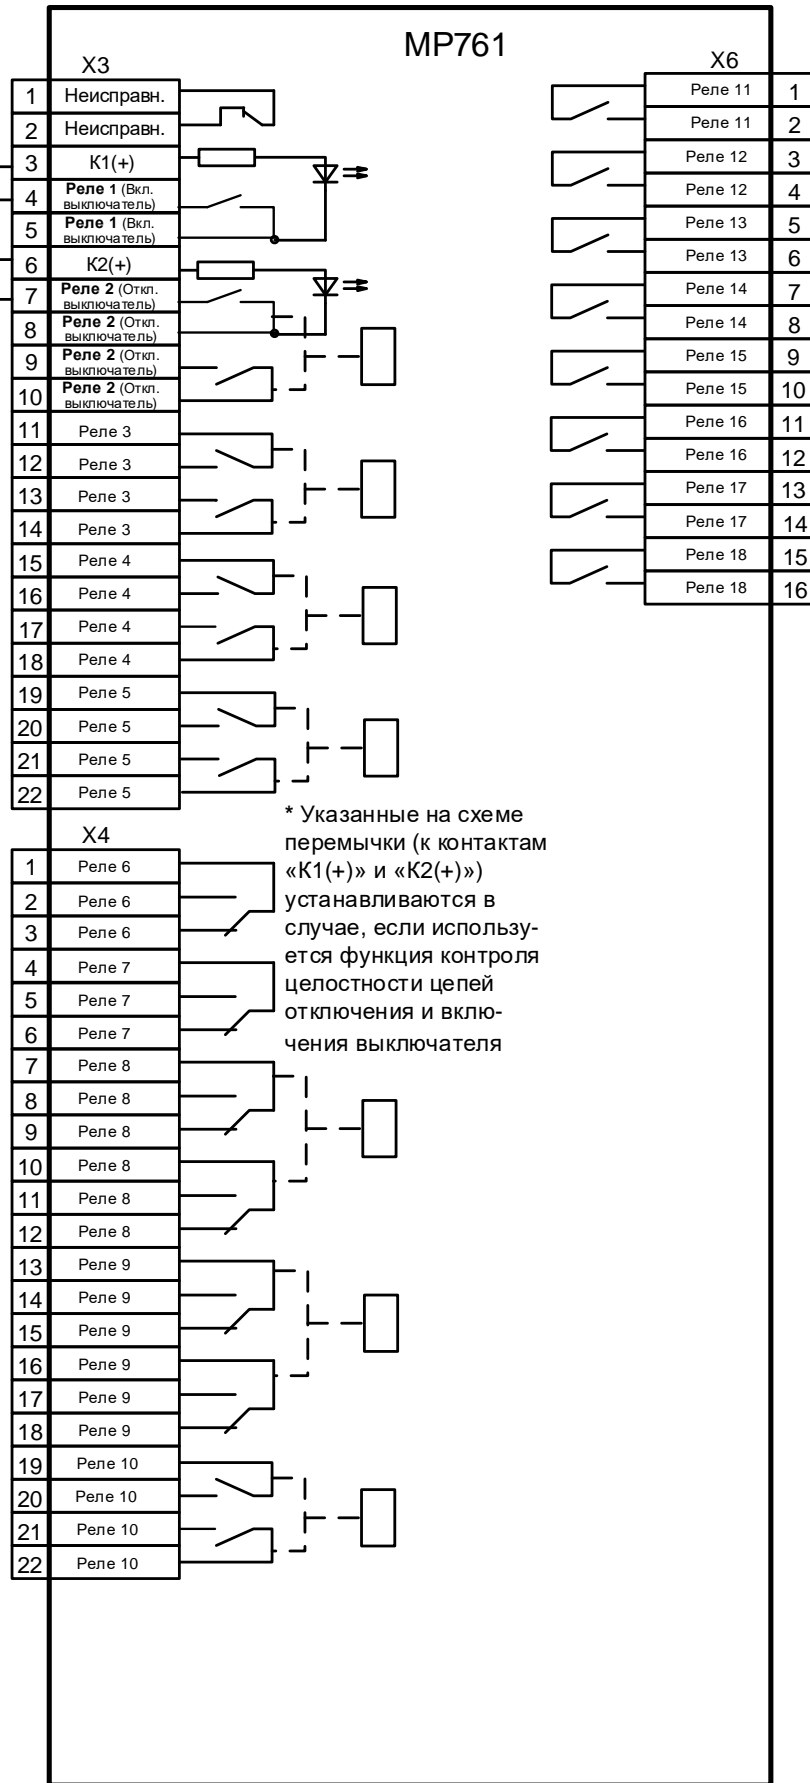 МР761
X3
1 Неисправн.
2 Неисправн.
3 К1(+)
4 Реле 1 (Вкл.
выключатель)
5 Реле 1 (Вкл.
выключатель)
6 К2(+)
7 Реле 2 (Откл.
выключатель)
8 Реле 2 (Откл.
выключатель)
9 Реле 2 (Откл.
выключатель)
10 Реле 2 (Откл.
выключатель)
11 Реле 3
12 Реле 3
13 Реле 3
14 Реле 3
15 Реле 4
16 Реле 4
17 Реле 4
18 Реле 4
19 Реле 5
20 Реле 5
21 Реле 5
22 Реле 5
X6
Реле 11 1
Реле 11 2
Реле 12 3
Реле 12 4
Реле 13 5
Реле 13 6
Реле 14 7
Реле 14 8
Реле 15 9
Реле 15 10
Реле 16 11
Реле 16 12
Реле 17 13
Реле 17 14
Реле 18 15
Реле 18 16
* Указанные на схеме
перемычки (к контактам
«К1(+)» и «К2(+)»)
устанавливаются в
случае, если использу-
ется функция контроля
целостности цепей
отключения и вклю-
чения выключателя
X4
1 Реле 6
2 Реле 6
3 Реле 6
4 Реле 7
5 Реле 7
6 Реле 7
7 Реле 8
8 Реле 8
9 Реле 8
10 Реле 8
11 Реле 8
12 Реле 8
13 Реле 9
14 Реле 9
15 Реле 9
16 Реле 9
17 Реле 9
18 Реле 9
19 Реле 10
20 Реле 10
21 Реле 10
22 Реле 10